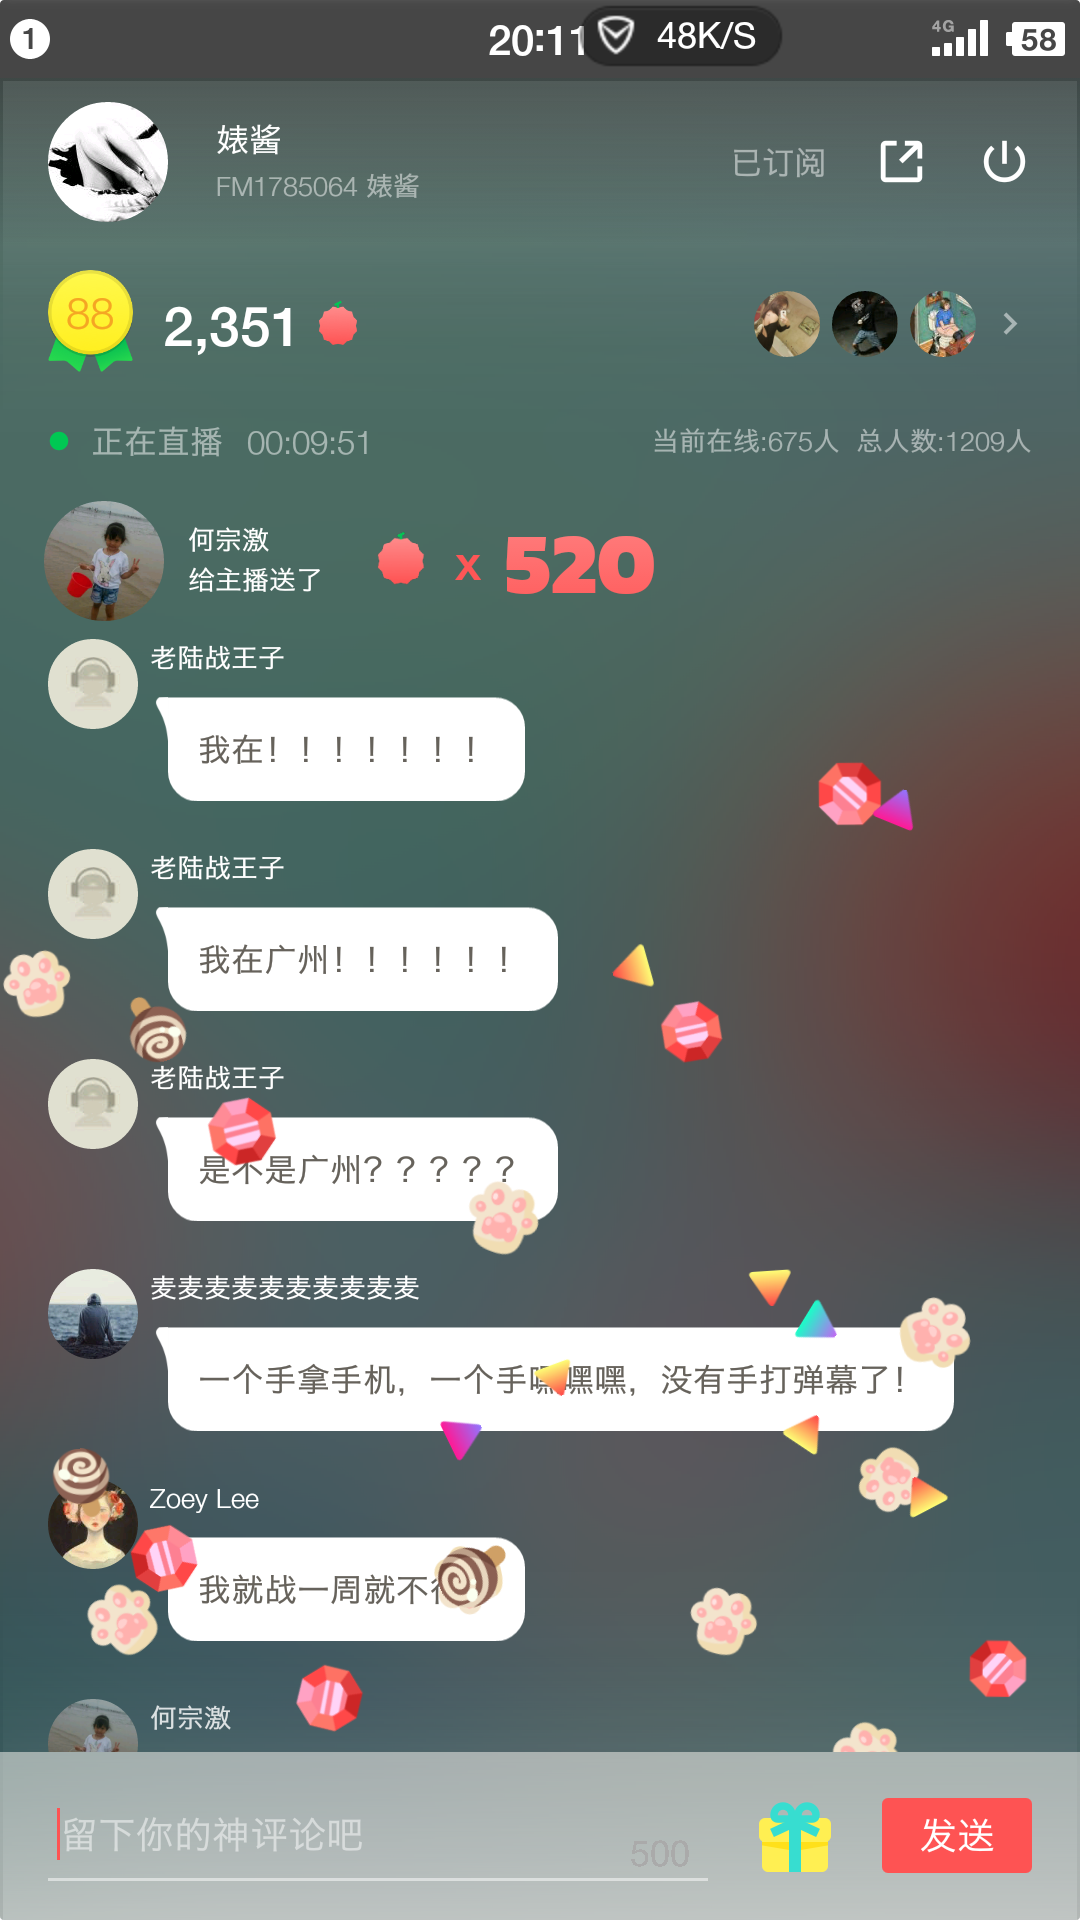 1
20:11
48K/S
4G
58
婊酱
FM1785064 婊酱
已订阅
88
2,351
正在直播 00:09:51
当前在线:675人 总人数:1209人
何宗激
给主播送了
x 520
老陆战王子
我在！！！！！！！
老陆战王子
我在广州！！！！！！
老陆战王子
是不是广州？？？？？
麦麦麦麦麦麦麦麦麦麦
一个手拿手机，一个手嘿嘿嘿，没有手打弹幕了！
Zoey Lee
我就战一周就不
何宗激
留下你的神评论吧
500
发送